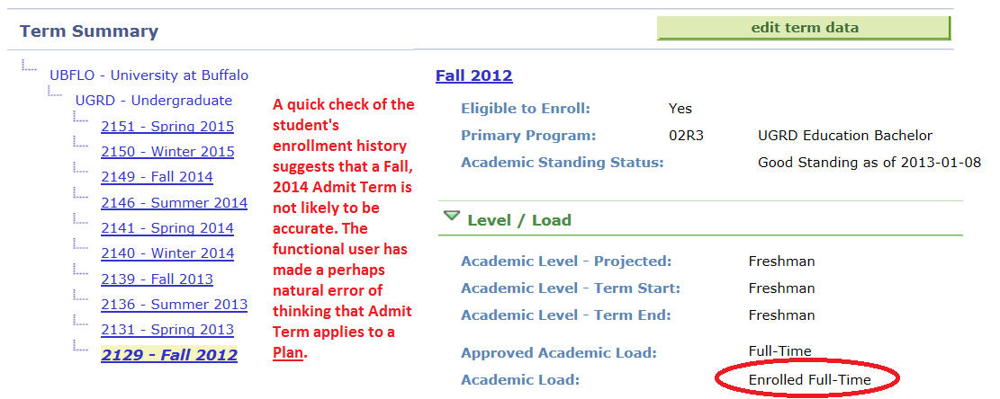 Term Summary
edit term data
UBFLO - University at Buffalo
UGRD - Undergraduate
2151 - Spring 2015
2150 - Winter 2015
2149 - Fall 2014
2146 - Summer 2014
2141 - Spring 2014
2140 - Winter 2014
2139 - Fall 2013
2136 - Summer 2013
2131 - Spring 2013
2129 - Fall 2012
A quick check of the
student's
enrollment history
suggests that a Fall,
2014 Admit Term is
not likely to be
accurate. The
functional user has
made a perhaps
natural error of
thinking that Admit
Term applies to a
Plan.
Fall 2012
Eligible to Enroll: Yes
Primary Program: 02R3 UGRD Education Bachelor
Academic Standing Status: Good Standing as of 2013-01-08
Level / Load
Academic Level - Projected: Freshman
Academic Level - Term Start: Freshman
Academic Level - Term End: Freshman
Approved Academic Load: Full-Time
Academic Load: Enrolled Full-Time